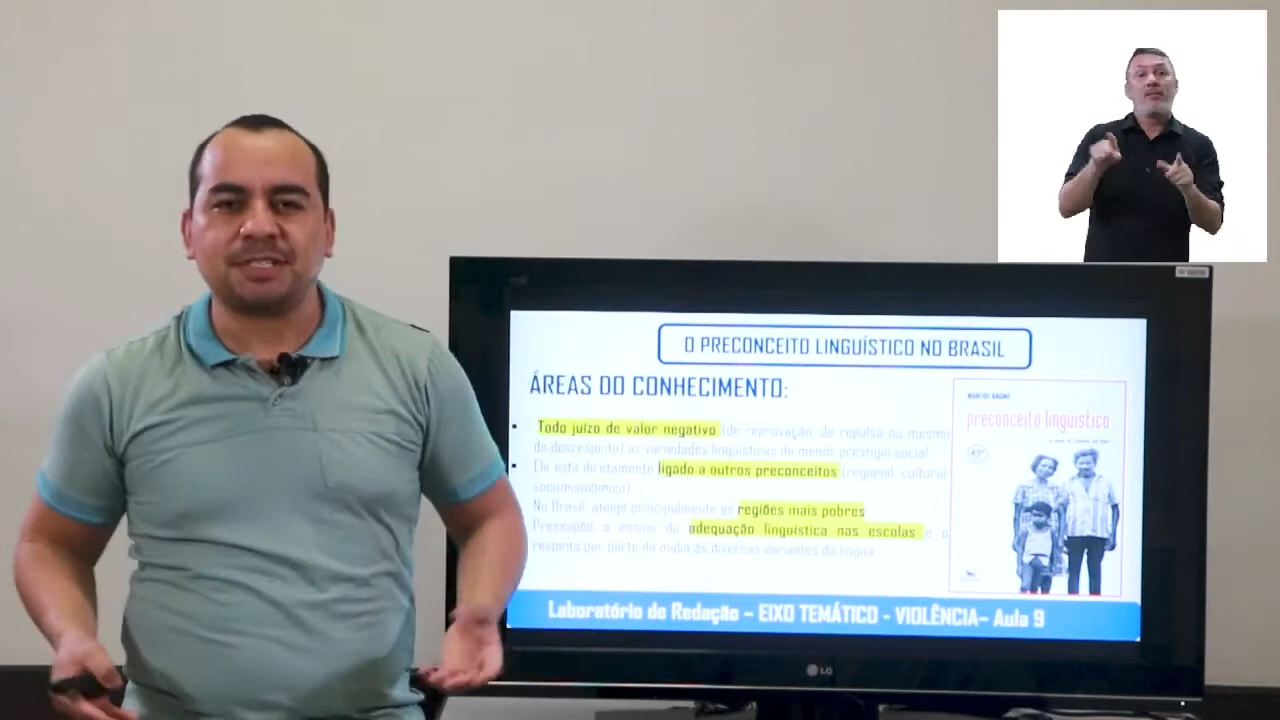 O PRECONCEITO LINGUÍSTICO NO BRASIL
ÁREAS DO CONHECIMENTO:
Todo juízo de valor negativo (de reprovação, de repulsa ou mesmo
de desrespeito) às variedades linguísticas de menor prestígio social.
Ele está diretamente ligado a outros preconceitos (regional, cultural,
socioeconômico)
No Brasil, atinge principalmente as regiões mais pobres
Pressupõe o ensino da adequação linguística nas escolas e o
respeito por parte da mídia às diversas variantes da língua
MARCOS BAGNO
preconceito lingüístico
Laboratório de Redação – EIXO TEMÁTICO - VIOLÊNCIA– Aula 9
LG